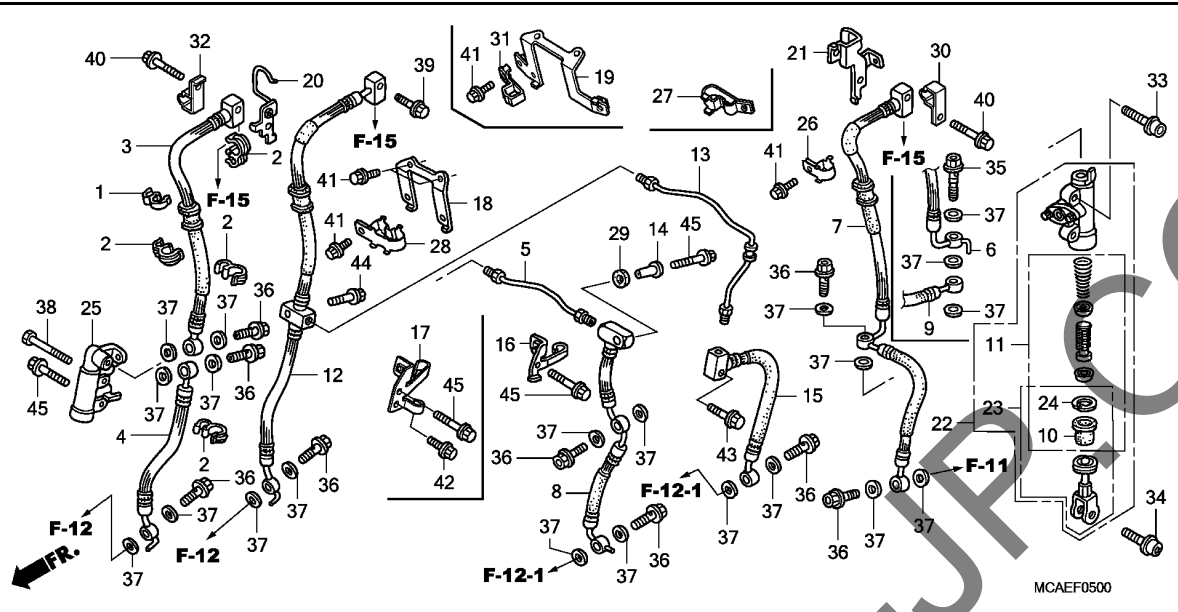 40 32 20 39 41 31 19 21 30 33
27 26 40
3 2 F-15 F-15 13 41 35
1 F-15 41 18 37
2 2 41 28 29 14 45 7 6
5 44 36 37
38 25 37 37 36 37 9 37
17 16 11
45 37 37 36 12 45 37 15 24 23 22
4 45 43 10
2 36 36 42 36 37 37 F-11
36 37 37 8 F-12-1 37 36 36 37 37
F-12 F-12 37 37 37 36 34
FR. 37 F-12-1
MCAEF0500
JP.C